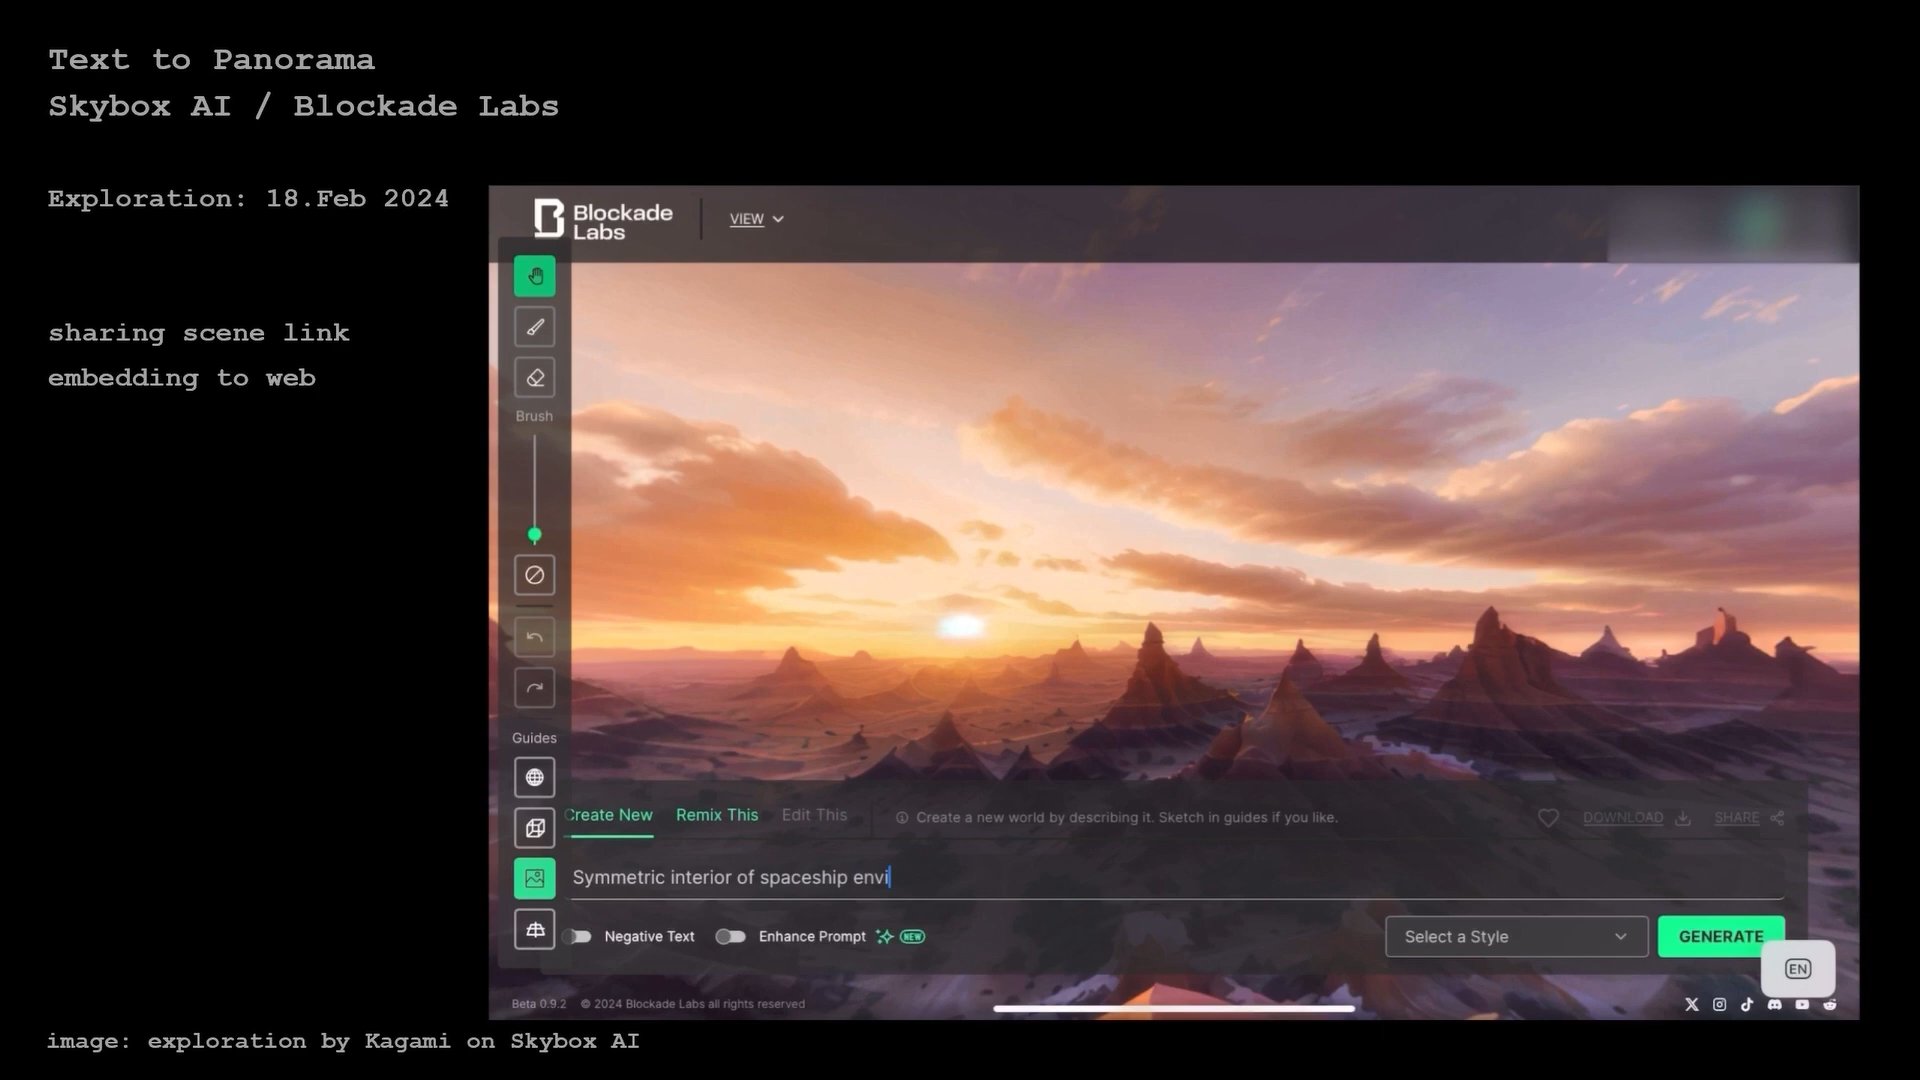 Text to Panorama
Skybox AI / Blockade Labs
Exploration: 18.Feb 2024
sharing scene link
embedding to web
Blockade
Labs
VIEW
Brush
Guides
Create New Remix This Edit This Create a new world by describing it. Sketch in guides if you like. DOWNLOAD SHARE
Symmetric interior of spaceship envi
Negative Text Enhance Prompt NEW Select a Style GENERATE
EN
Beta 0.9.2 © 2024 Blockade Labs all rights reserved
image: exploration by Kagami on Skybox AI